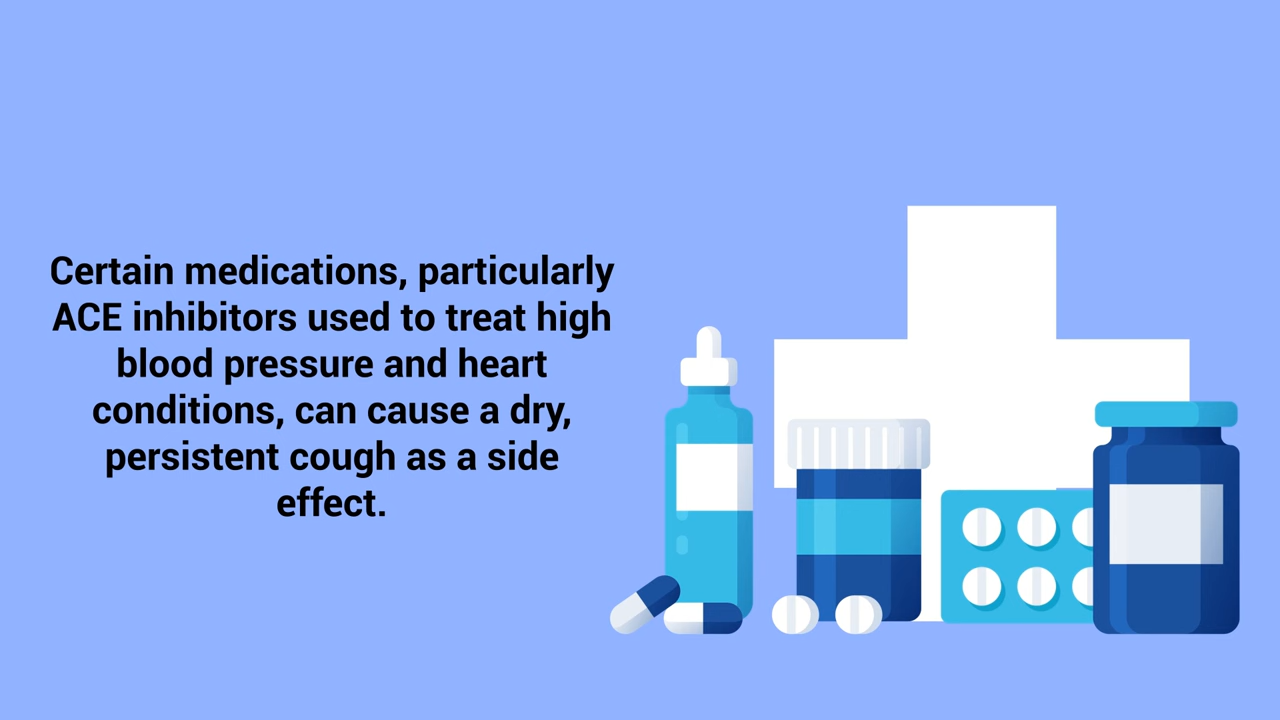 Certain medications, particularly
ACE inhibitors used to treat high
blood pressure and heart
conditions, can cause a dry,
persistent cough as a side
effect.